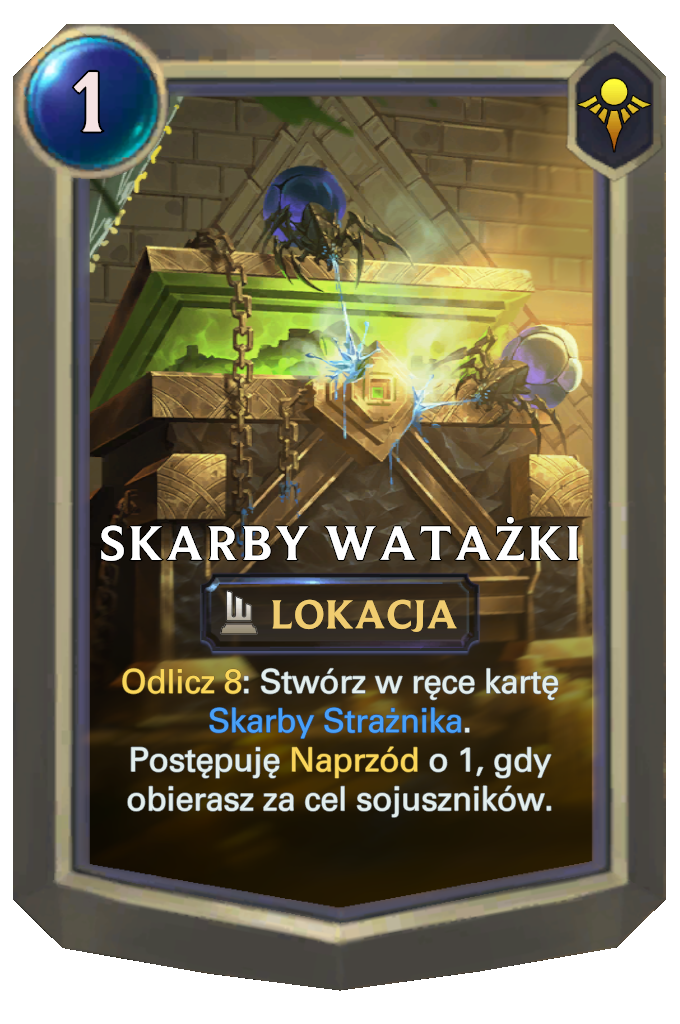 1
SKARBY WATAŻKI
LOKACJA
Odlicz 8: Stwórz w ręce kartę
Skarby Strażnika.
Postępuję Naprzód o 1, gdy
obierasz za cel sojuszników.